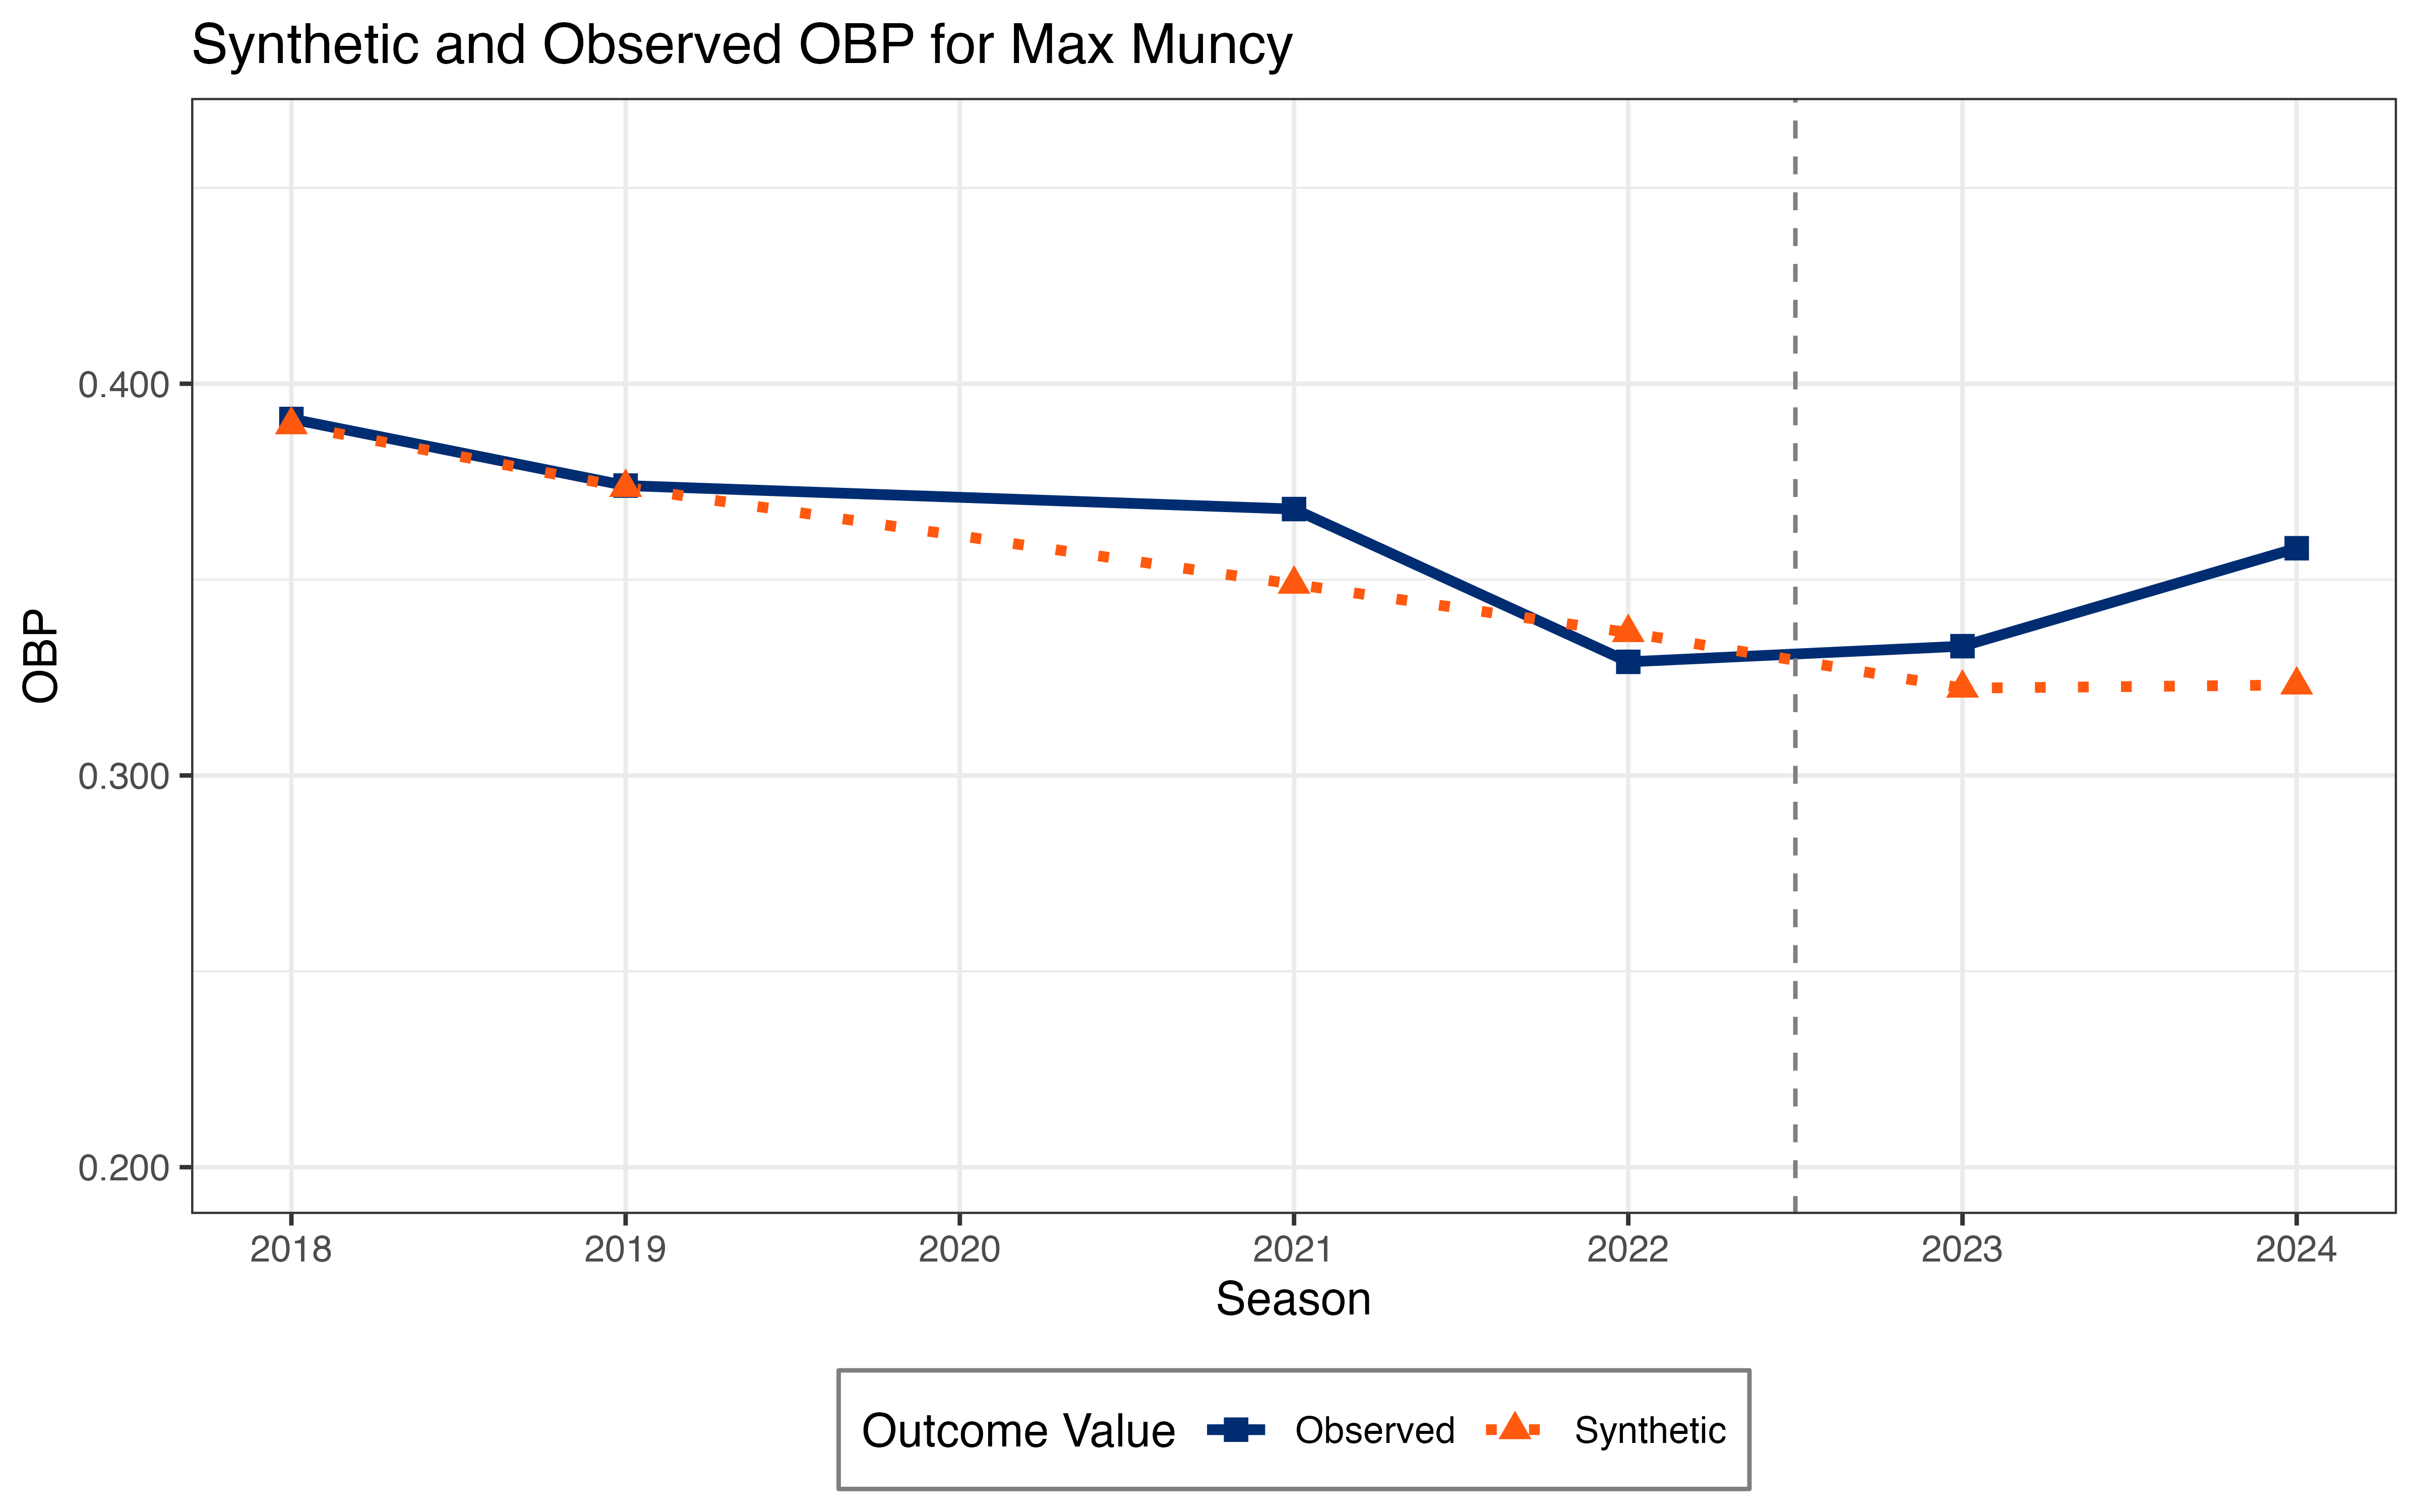 Synthetic and Observed OBP for Max Muncy
OBP
0.400
0.300
0.200
2018 2019 2020 2021 2022 2023 2024
Season
Outcome Value Observed Synthetic